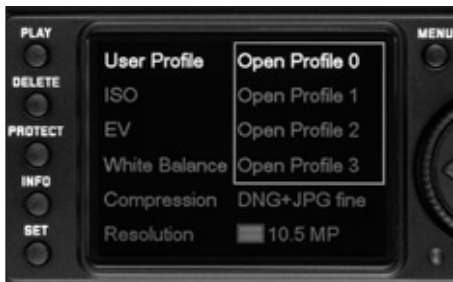 PLAY
MENU
DELETE
PROTECT
INFO
SET
User Profile Open Profile 0
ISO Open Profile 1
EV Open Profile 2
White Balance Open Profile 3
Compression DNG+JPG fine
Resolution 10.5 MP